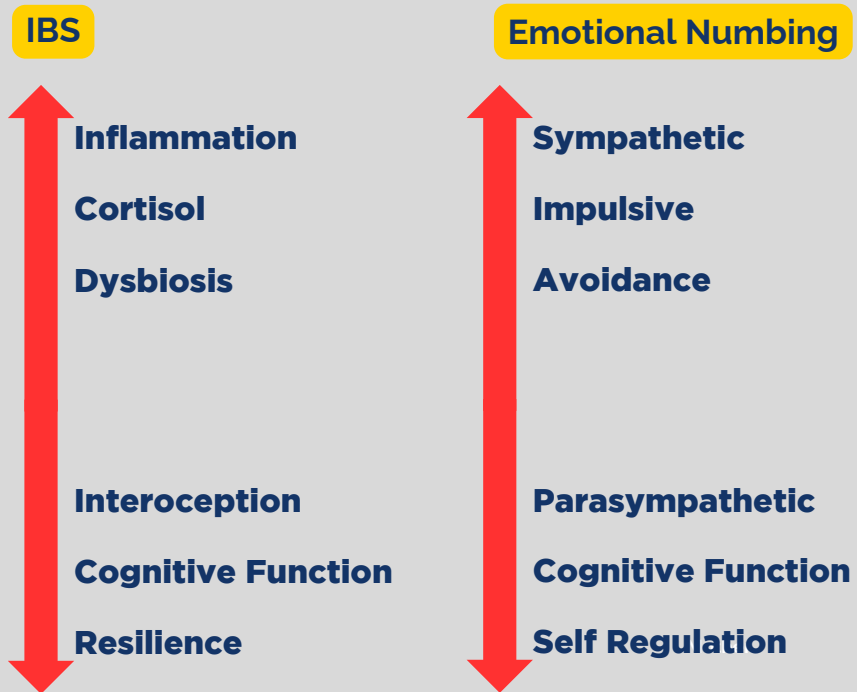 IBS
Inflammation
Cortisol
Dysbiosis
Interoception
Cognitive Function
Resilience
Emotional Numbing
Sympathetic
Impulsive
Avoidance
Parasympathetic
Cognitive Function
Self Regulation